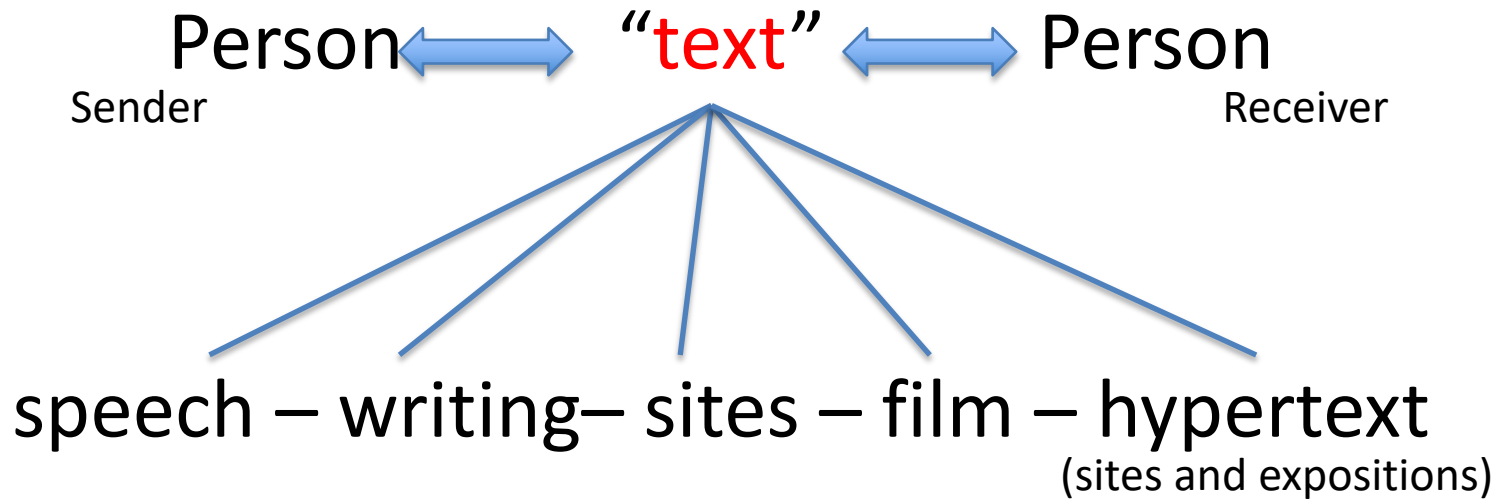 Person “text” Person
Sender Receiver
speech – writing– sites – film – hypertext
(sites and expositions)